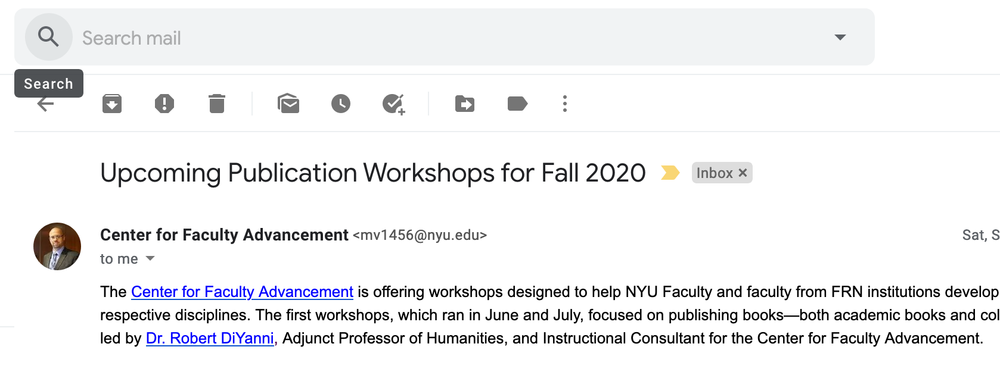 Search mail
Search
Upcoming Publication Workshops for Fall 2020 Inbox ×
Center for Faculty Advancement <mv1456@nyu.edu> Sat, S
to me
The Center for Faculty Advancement is offering workshops designed to help NYU Faculty and faculty from FRN institutions develop
respective disciplines. The first workshops, which ran in June and July, focused on publishing books—both academic books and col
led by Dr. Robert DiYanni, Adjunct Professor of Humanities, and Instructional Consultant for the Center for Faculty Advancement.